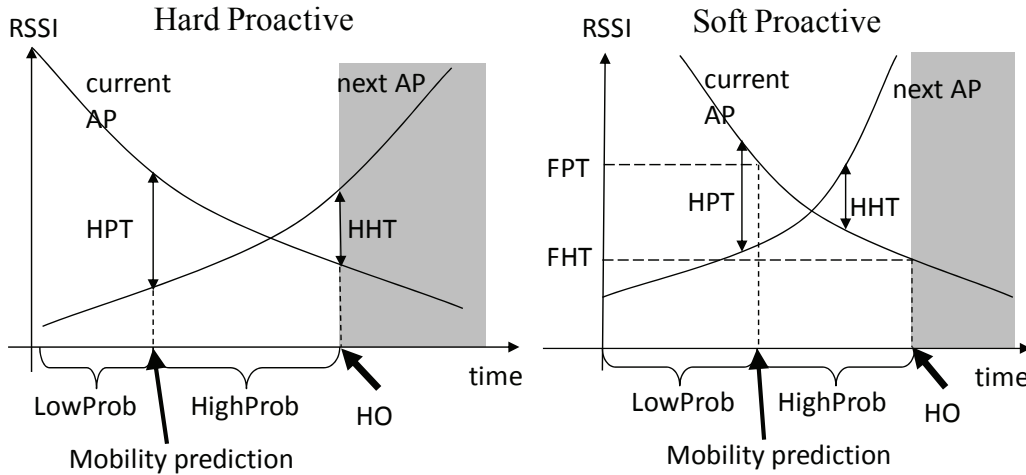 Hard Proactive
RSSI
current
AP
next AP
HPT
HHT
time
LowProb
HighProb
HO
Mobility prediction
Soft Proactive
RSSI
current
AP
next AP
FPT
HPT
HHT
FHT
time
LowProb
HighProb
HO
Mobility prediction